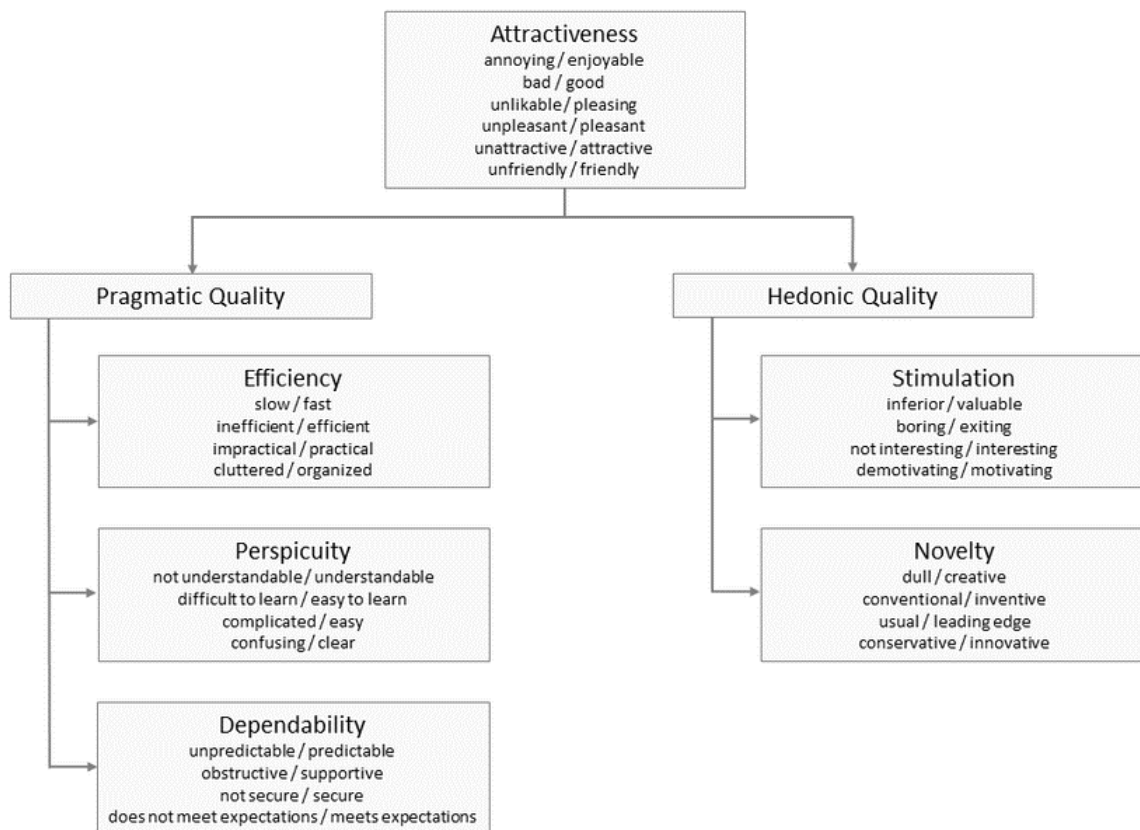 Attractiveness
annoying / enjoyable
bad / good
unlikable / pleasing
unpleasant / pleasant
unattractive / attractive
unfriendly / friendly
Pragmatic Quality
Efficiency
slow / fast
inefficient / efficient
impractical / practical
cluttered / organized
Perspicuity
not understandable / understandable
difficult to learn / easy to learn
complicated / easy
confusing / clear
Dependability
unpredictable / predictable
obstructive / supportive
not secure / secure
does not meet expectations / meets expectations
Hedonic Quality
Stimulation
inferior / valuable
boring / exiting
not interesting / interesting
demotivating / motivating
Novelty
dull / creative
conventional / inventive
usual / leading edge
conservative / innovative